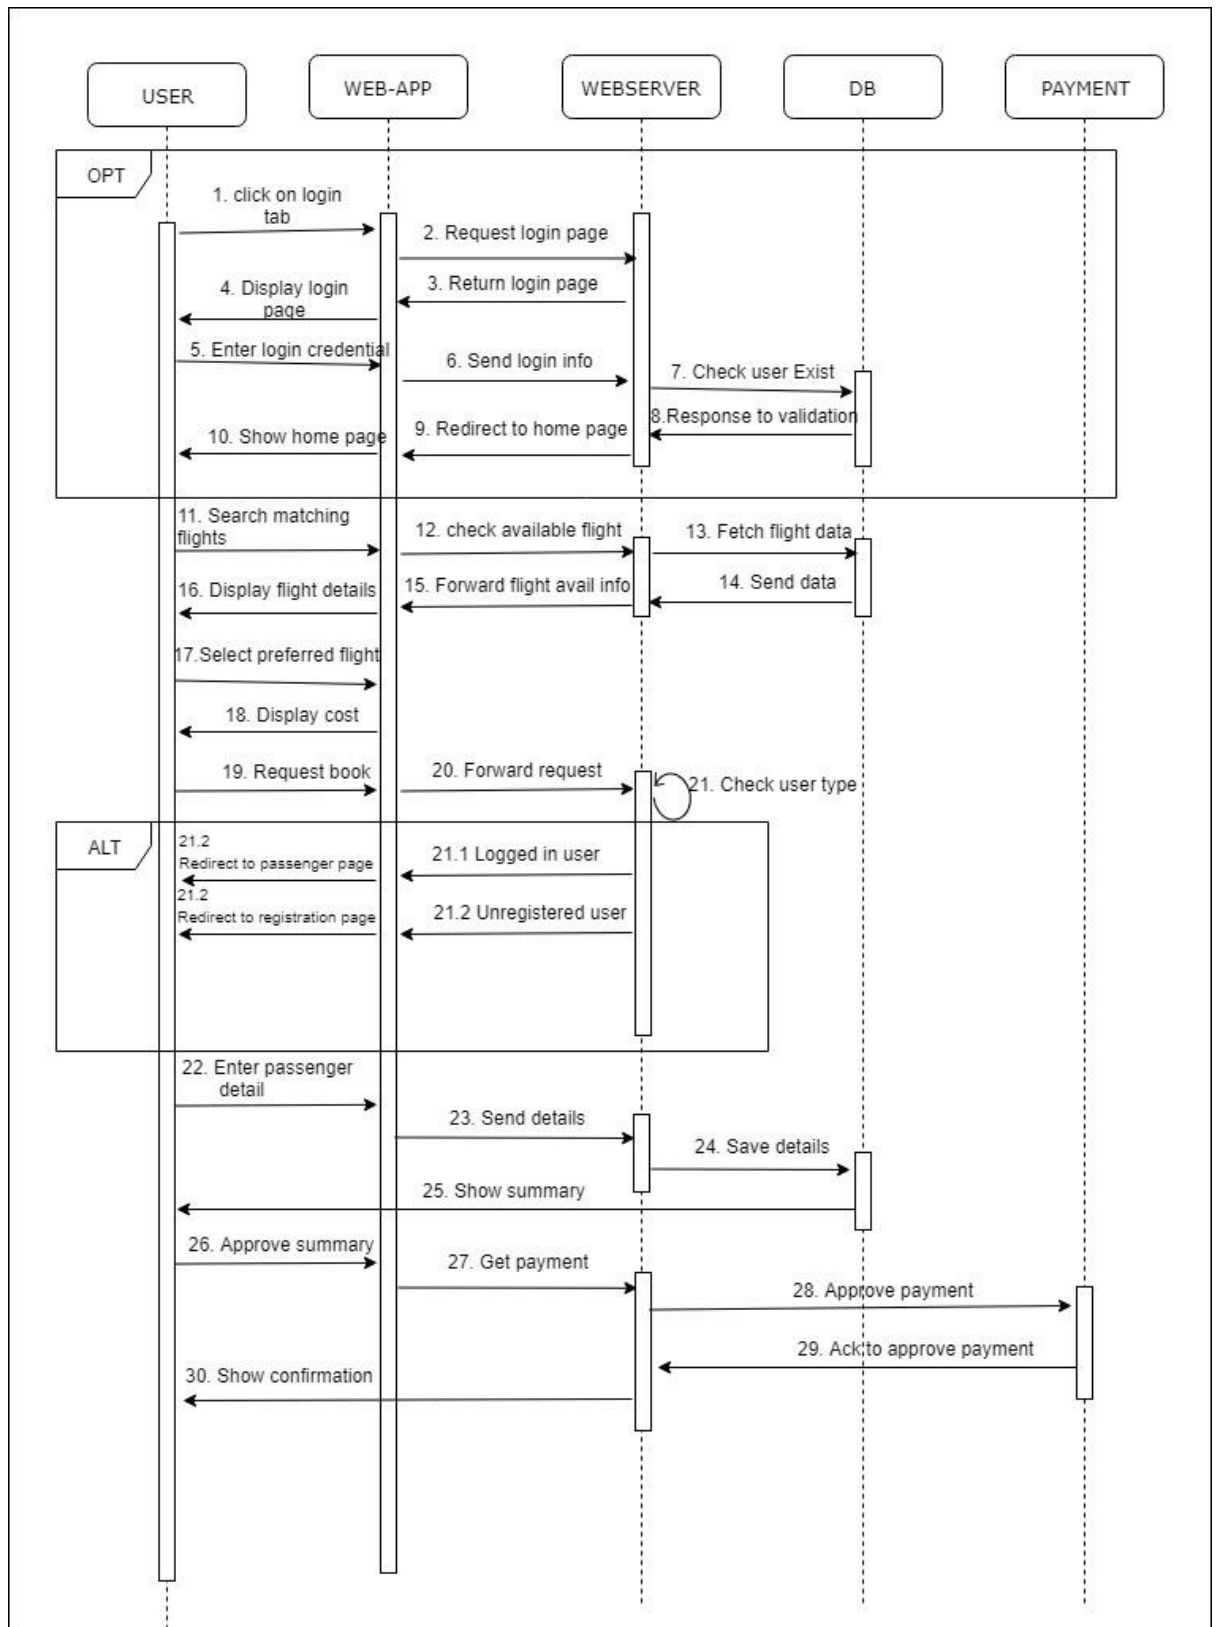 USER
WEB-APP
WEBSERVER
DB
PAYMENT
OPT
1. click on login
tab
2. Request login page
3. Return login page
4. Display login
page
5. Enter login credential
6. Send login info
7. Check user Exist
8.Response to validation
9. Redirect to home page
10. Show home page
11. Search matching
flights
12. check available flight
13. Fetch flight data
14. Send data
15. Forward flight avail info
16. Display flight details
17.Select preferred flight
18. Display cost
19. Request book
20. Forward request
21. Check user type
ALT
21.2
Redirect to passenger page
21.1 Logged in user
21.2
Redirect to registration page
21.2 Unregistered user
22. Enter passenger
detail
23. Send details
24. Save details
25. Show summary
26. Approve summary
27. Get payment
28. Approve payment
29. Ack to approve payment
30. Show confirmation